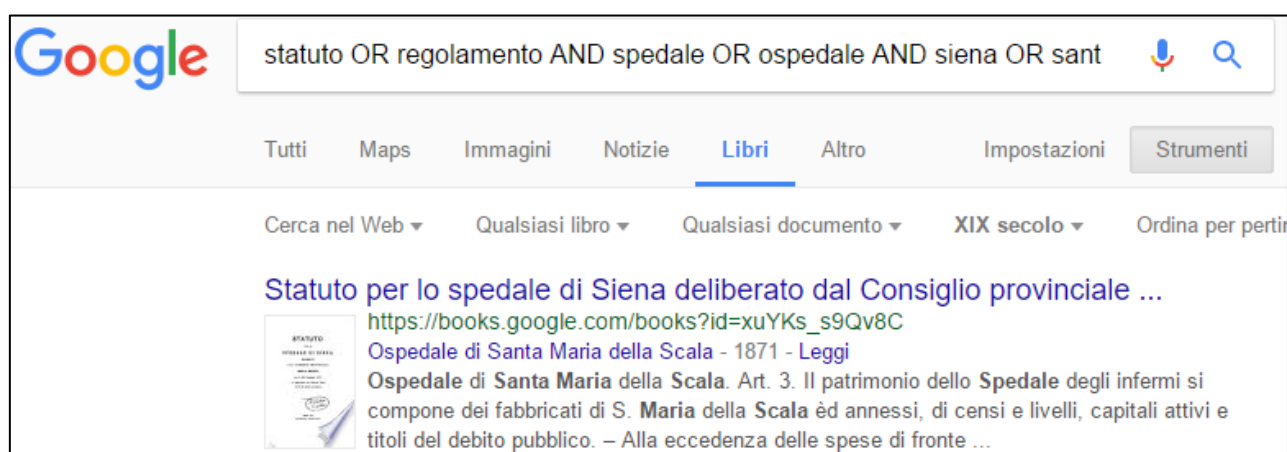 Google
statuto OR regolamento AND spedale OR ospedale AND siena OR sant
Tutti Maps Immagini Notizie Libri Altro Impostazioni Strumenti
Cerca nel Web Qualsiasi libro Qualsiasi documento XIX secolo Ordina per pertin
Statuto per lo spedale di Siena deliberato dal Consiglio provinciale ...
https://books.google.com/books?id=xuYKs_s9Qv8C
Ospedale di Santa Maria della Scala - 1871 - Leggi
Ospedale di Santa Maria della Scala. Art. 3. Il patrimonio dello Spedale degli infermi si
compone dei fabbricati di S. Maria della Scala èd annessi, di censi e livelli, capitali attivi e
titoli del debito pubblico. – Alla eccedenza delle spese di fronte ...
STATUTO
SPEDALE DI SIENA